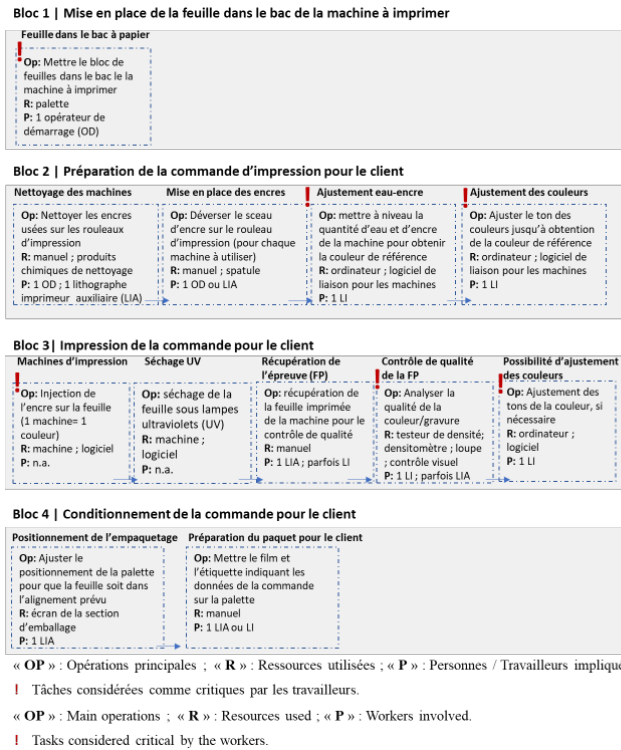 Bloc 1 | Mise en place de la feuille dans le bac de la machine à imprimer
Feuille dans le bac à papier
!
Op: Mettre le bloc de
feuilles dans le bac le la
machine à imprimer
R: palette
P: 1 opérateur de
démarrage (OD)
Bloc 2 | Préparation de la commande d'impression pour le client
Nettoyage des machines
Op: Nettoyer les encres
usées sur les rouleaux
d'impression
R: manuel ; produits
chimiques de nettoyage
P: 1 OD ; 1 lithographe
imprimeur auxiliaire (LIA)
Mise en place des encres
Op: Déverser le sceau
d'encre sur le rouleau
d'impression (pour chaque
machine à utiliser)
R: manuel ; spatule
P: 1 OD ou LIA
!
Ajustement eau-encre
Op: mettre à niveau la
quantité d'eau et d'encre
de la machine pour obtenir
la couleur de référence
R: ordinateur ; logiciel de
liaison pour les machines
P: 1 LI
!
Ajustement des couleurs
Op: Ajuster le ton des
couleurs jusqu'à obtention
de la couleur de référence
R: ordinateur ; logiciel de
liaison pour les machines
P: 1 LI
Bloc 3| Impression de la commande pour le client
Machines d'impression
!
Op: Injection de
l'encre sur la feuille
(1 machine= 1
couleur)
R: machine ; logiciel
P: n.a.
Séchage UV
Op: séchage de la
feuille sous lampes
ultraviolets (UV)
R: machine ;
logiciel
P: n.a.
Récupération de
l'épreuve (FP)
Op: récupération de
la feuille imprimée
de la machine pour le
contrôle de qualité
R: manuel
P: 1 LIA ; parfois LI
Contrôle de qualité
de la FP
!
Op: Analyser la
qualité de la
couleur/gravure
R: testeur de densité;
densitomètre ; loupe
; contrôle visuel
P: 1 LI ; parfois LIA
Possibilité d'ajustement
des couleurs
!
Op: Ajustement des
tons de la couleur, si
nécessaire
R: ordinateur ;
logiciel
P: 1 LI
Bloc 4 | Conditionnement de la commande pour le client
Positionnement de l'empaquetage
Op: Ajuster le
positionnement de la palette
pour que la feuille soit dans
l'alignement prévu
R: écran de la section
d'emballage
P: 1 LIA
Préparation du paquet pour le client
Op: Mettre le film et
l'étiquette indiquant les
données de la commande
sur la palette
R: manuel
P: 1 LIA ou LI
« OP » : Opérations principales ; « R » : Ressources utilisées ; « P » : Personnes / Travailleurs impliqué
! Tâches considérées comme critiques par les travailleurs.
« OP » : Main operations ; « R » : Resources used ; « P » : Workers involved.
! Tasks considered critical by the workers.